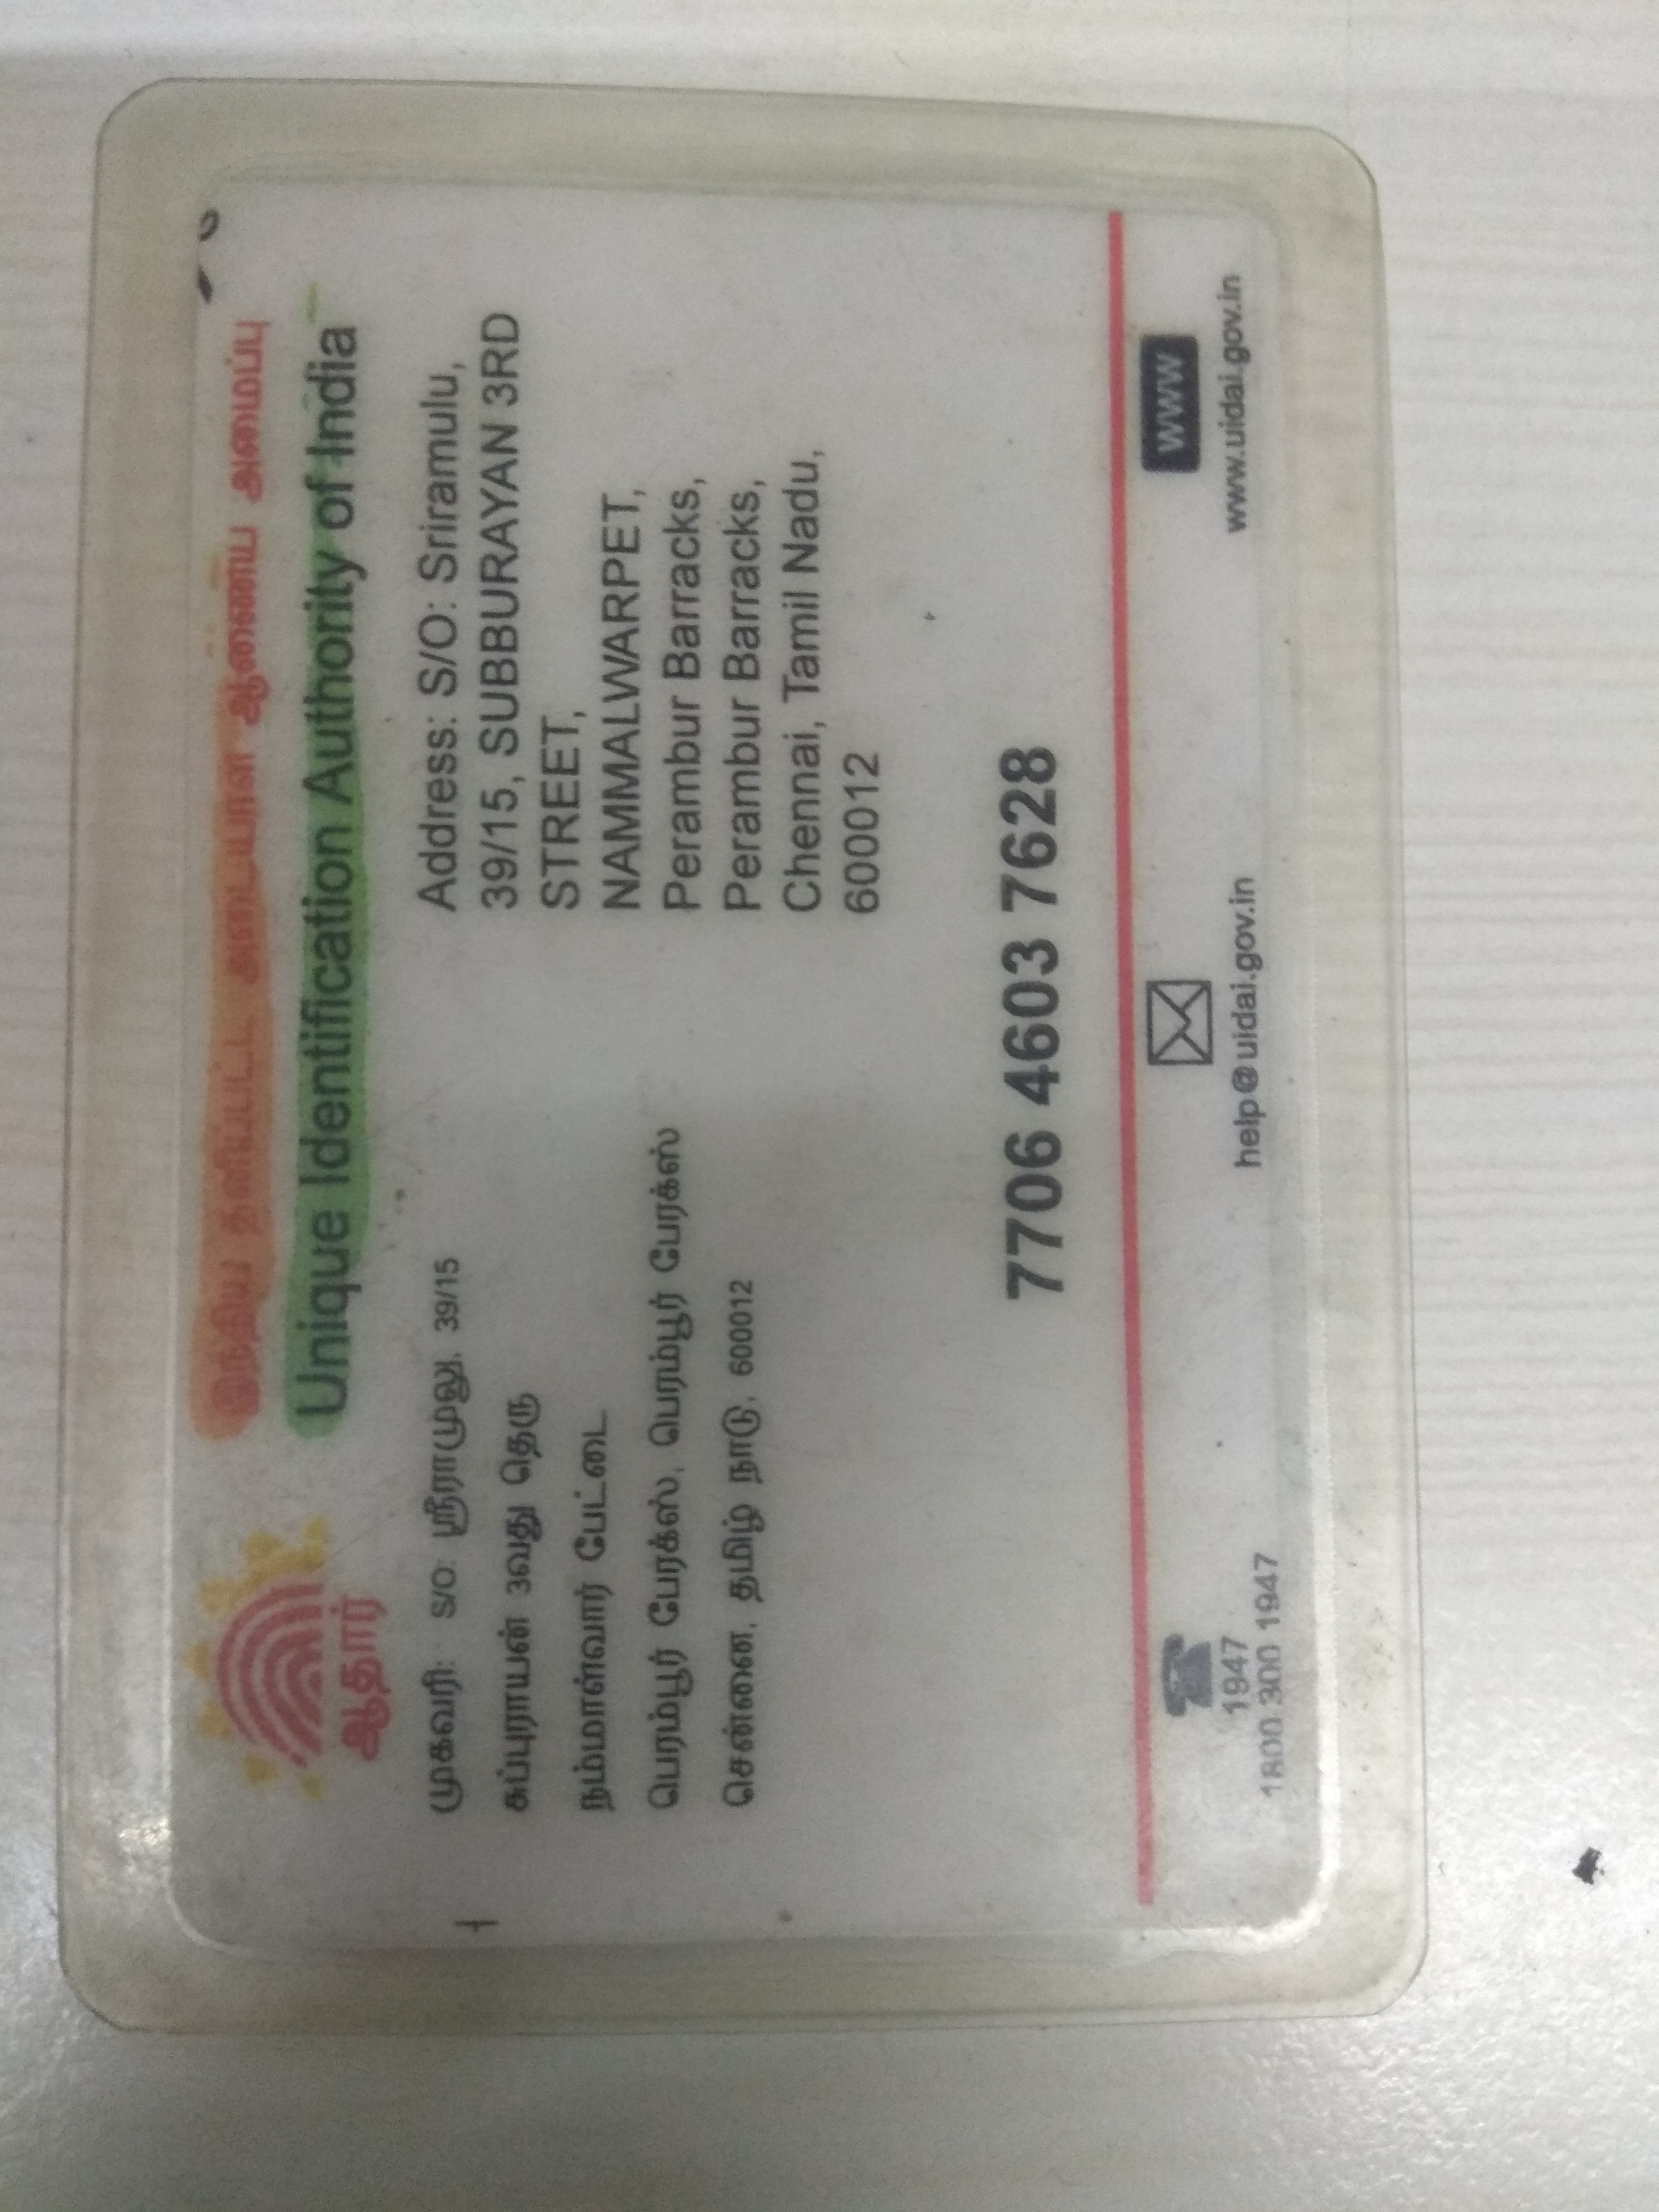 இந்திய தனிப்பட்ட அடையாள ஆணைய அமைப்பு
Unique Identification Authority of India
ஆதார்
முகவரி: S/O: ஸ்ரீராமுலு, 39/15
சுப்புராயன் 3வது தெரு
நம்மாள்வார் பேட்டை
பெரம்பூர் பேரக்ஸ், பெரம்பூர் பேரக்ஸ்
சென்னை, தமிழ் நாடு, 600012
Address: S/O: Sriramulu,
39/15, SUBBURAYAN 3RD
STREET,
NAMMALWARPET,
Perambur Barracks,
Perambur Barracks,
Chennai, Tamil Nadu,
600012
7706 4603 7628
1947
1800 300 1947
help@uidai.gov.in
www
www.uidai.gov.in